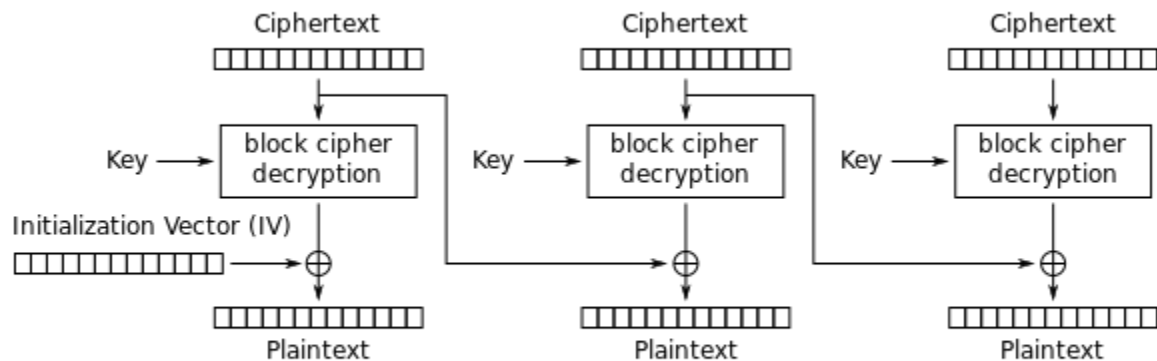 Ciphertext
Ciphertext
Ciphertext
Key
block cipher
decryption
Key
block cipher
decryption
Key
block cipher
decryption
Initialization Vector (IV)
Plaintext
Plaintext
Plaintext